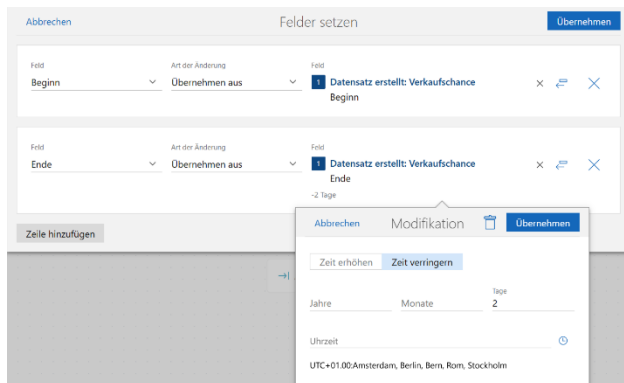 Abbrechen Felder setzen Übernehmen
Feld Art der Änderung Feld
Beginn Übernehmen aus 1 Datensatz erstellt: Verkaufschance
Beginn
Feld Art der Änderung Feld
Ende Übernehmen aus 1 Datensatz erstellt: Verkaufschance
Ende
-2 Tage
Zeile hinzufügen
Abbrechen Modifikation Übernehmen
Zeit erhöhen Zeit verringern
Jahre Monate Tage
2
Uhrzeit
UTC+01.00:Amsterdam, Berlin, Bern, Rom, Stockholm